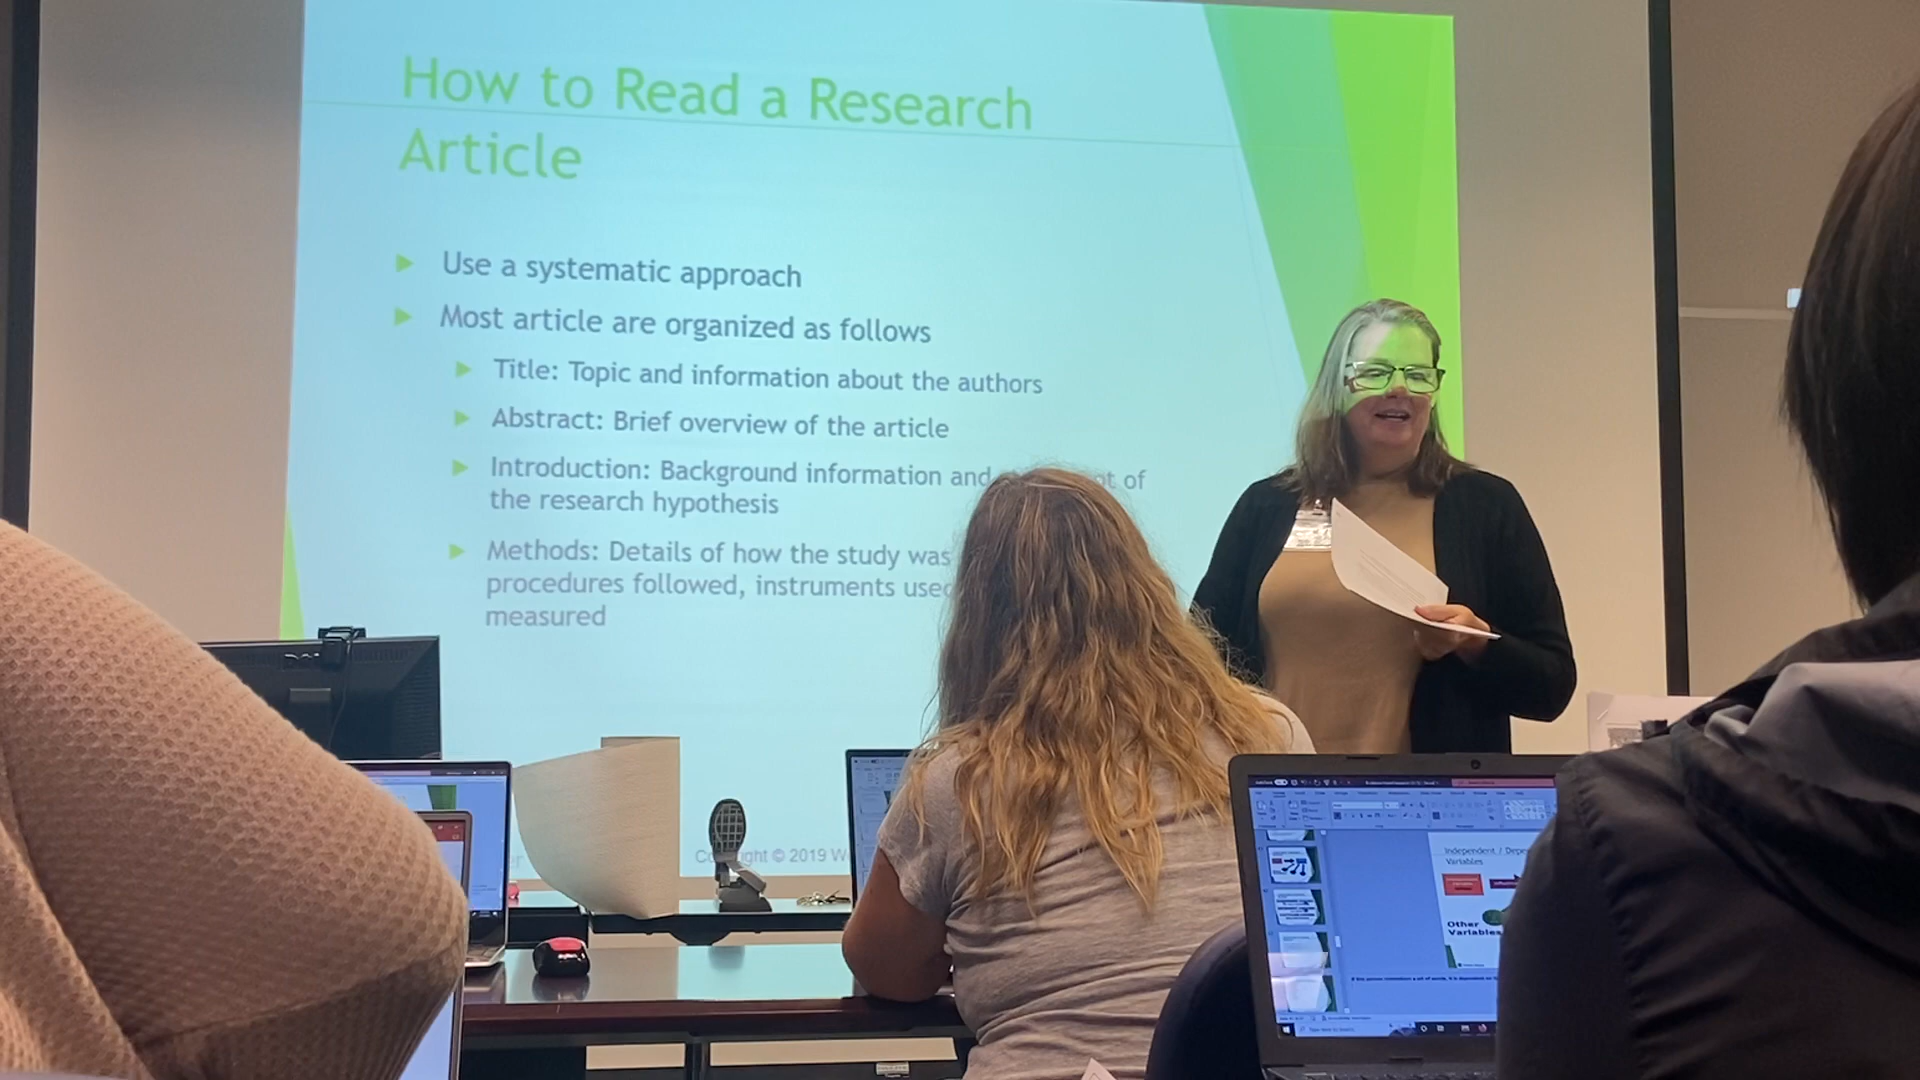 How to Read a Research
Article
Use a systematic approach
Most article are organized as follows
Title: Topic and information about the authors
Abstract: Brief overview of the article
Introduction: Background information and of
the research hypothesis
Methods: Details of how the study was
procedures followed, instruments used
measured
© 2019
Independent /
Variables
Other
Variables